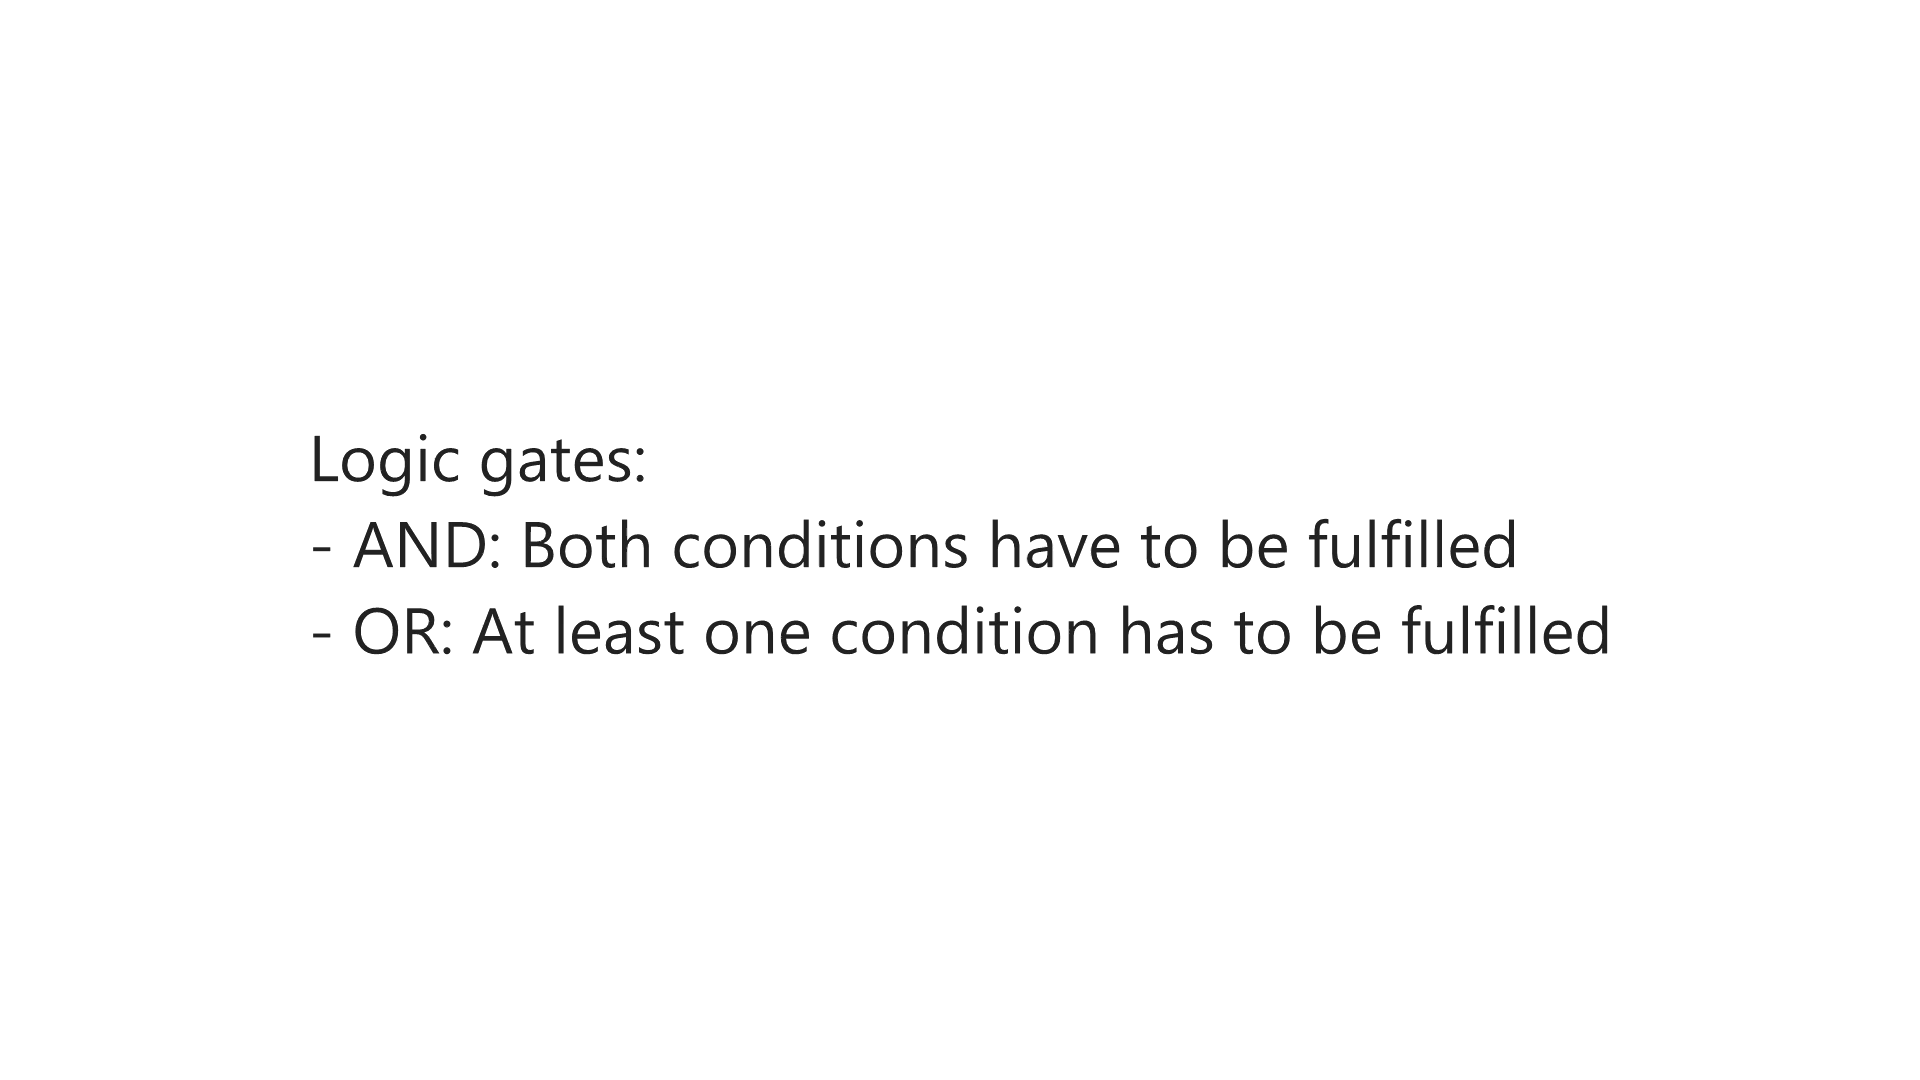 Logic gates:
- AND: Both conditions have to be fulfilled
- OR: At least one condition has to be fulfilled